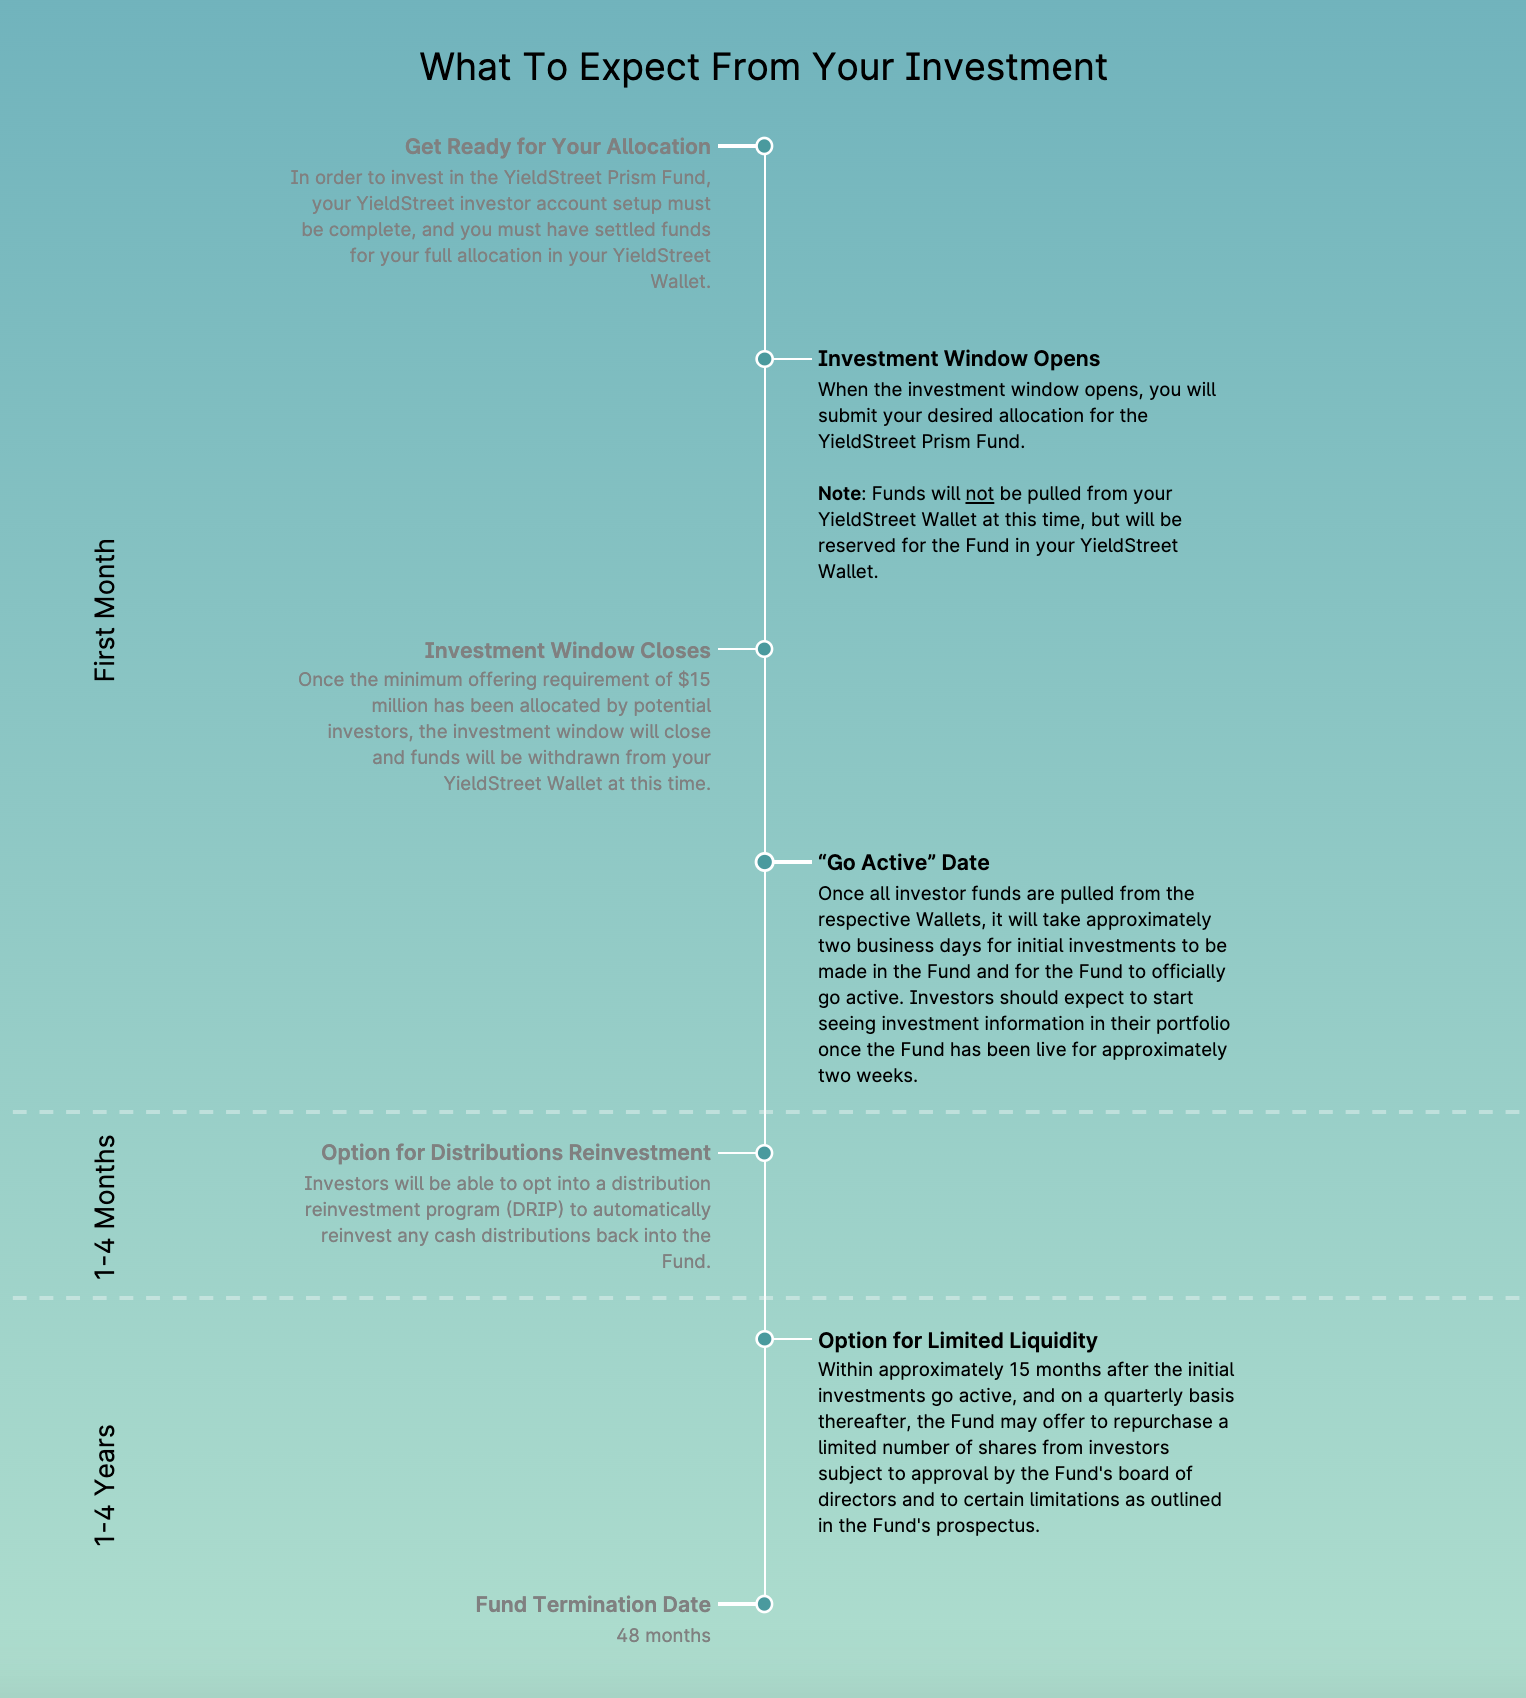 What To Expect From Your Investment
Get Ready for Your Allocation
In order to invest in the YieldStreet Prism Fund,
your YieldStreet investor account setup must
be complete, and you must have settled funds
for your full allocation in your YieldStreet
Wallet.
Investment Window Opens
When the investment window opens, you will
submit your desired allocation for the
YieldStreet Prism Fund.
Note: Funds will not be pulled from your
YieldStreet Wallet at this time, but will be
reserved for the Fund in your YieldStreet
Wallet.
First Month
Investment Window Closes
Once the minimum offering requirement of $15
million has been allocated by potential
investors, the investment window will close
and funds will be withdrawn from your
YieldStreet Wallet at this time.
“Go Active” Date
Once all investor funds are pulled from the
respective Wallets, it will take approximately
two business days for initial investments to be
made in the Fund and for the Fund to officially
go active. Investors should expect to start
seeing investment information in their portfolio
once the Fund has been live for approximately
two weeks.
1-4 Months
Option for Distributions Reinvestment
Investors will be able to opt into a distribution
reinvestment program (DRIP) to automatically
reinvest any cash distributions back into the
Fund.
1-4 Years
Option for Limited Liquidity
Within approximately 15 months after the initial
investments go active, and on a quarterly basis
thereafter, the Fund may offer to repurchase a
limited number of shares from investors
subject to approval by the Fund's board of
directors and to certain limitations as outlined
in the Fund's prospectus.
Fund Termination Date
48 months